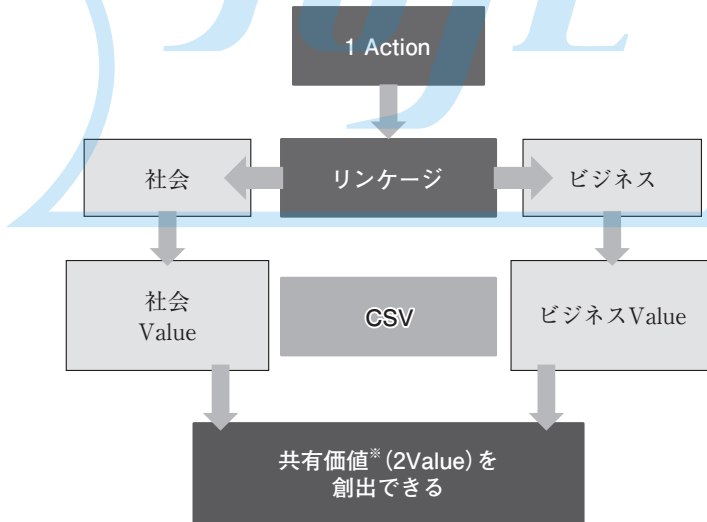 1 Action
社会
リンケージ
ビジネス
社会
Value
CSV
ビジネスValue
共有価値※(2Value)を
創出できる